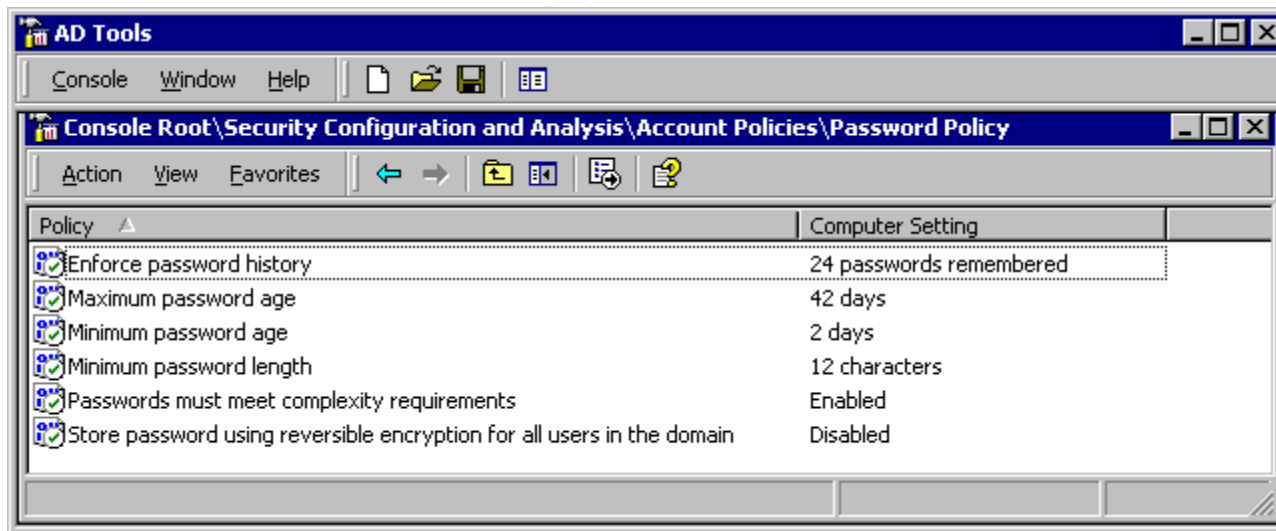 AD Tools
Console Window Help
Console Root\Security Configuration and Analysis\Account Policies\Password Policy
Action View Favorites
Policy Computer Setting
Enforce password history 24 passwords remembered
Maximum password age 42 days
Minimum password age 2 days
Minimum password length 12 characters
Passwords must meet complexity requirements Enabled
Store password using reversible encryption for all users in the domain Disabled